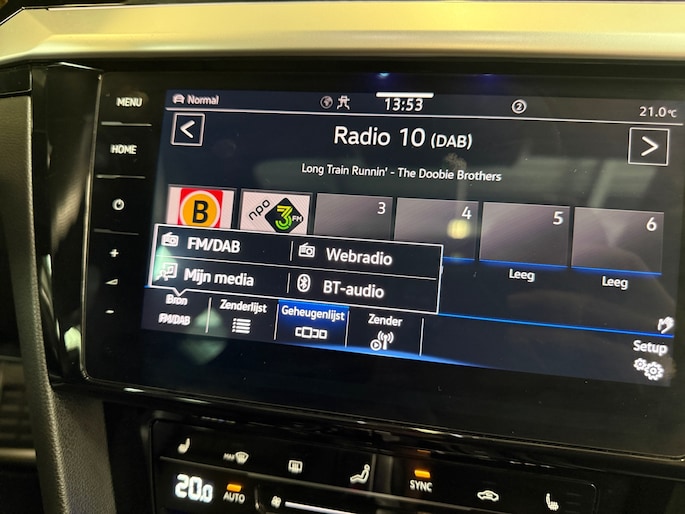 MENU
HOME
Normal
13:53
2
21.0°C
<
Radio 10 (DAB)
>
Long Train Runnin' - The Doobie Brothers
B
npo 3FM
3
4
5
6
Leeg
Leeg
FM/DAB
Webradio
Mijn media
BT-audio
Bron
FM/DAB
Zenderlijst
Geheugenlijst
Zender
Setup
+
-
20.0
AUTO
MAX
SYNC